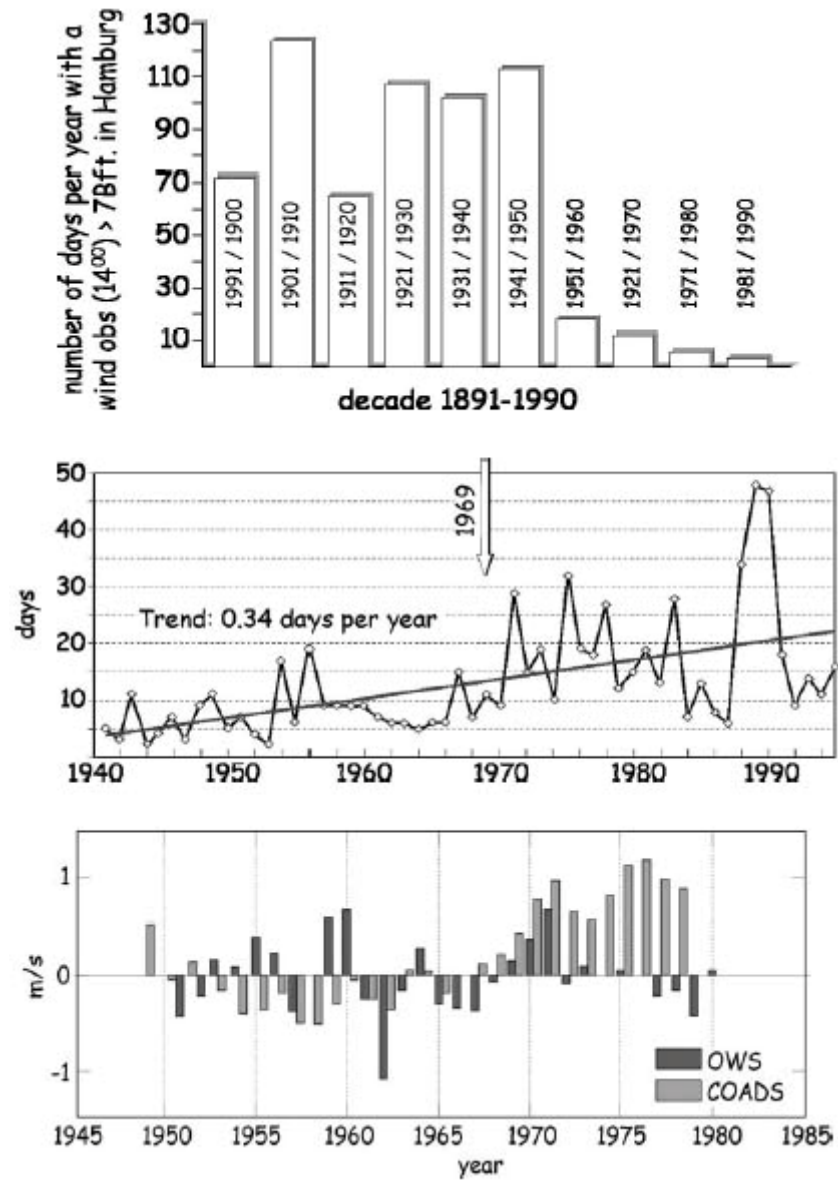 number of days per year with a
wind obs (14⁰⁰) > 7Bft. in Hamburg
130
110
90
70
50
30
10
1991 / 1900
1901 / 1910
1911 / 1920
1921 / 1930
1931 / 1940
1941 / 1950
1951 / 1960
1921 / 1970
1971 / 1980
1981 / 1990
decade 1891-1990
days
50
40
30
20
10
1969
Trend: 0.34 days per year
1940 1950 1960 1970 1980 1990
m/s
1
0
-1
OWS
COADS
1945 1950 1955 1960 1965 1970 1975 1980 1985
year